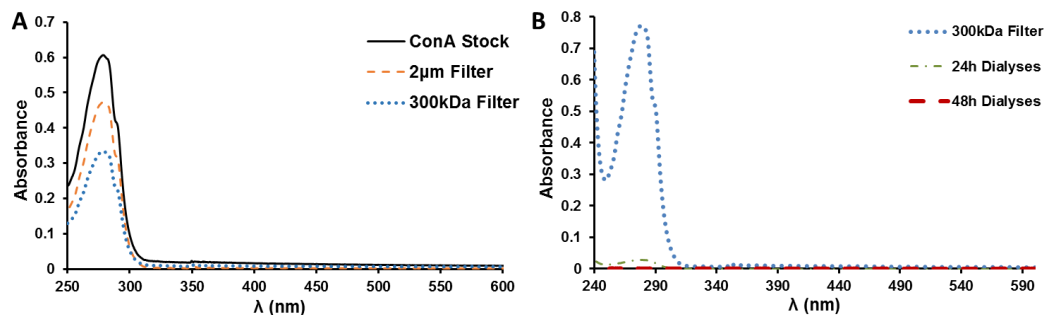 A
Absorbance
0.7
0.6
0.5
0.4
0.3
0.2
0.1
0
250 300 350 400 450 500 550 600
λ (nm)
ConA Stock
2µm Filter
300kDa Filter
B
Absorbance
0.8
0.7
0.6
0.5
0.4
0.3
0.2
0.1
0
240 290 340 390 440 490 540 590
λ (nm)
300kDa Filter
24h Dialyses
48h Dialyses